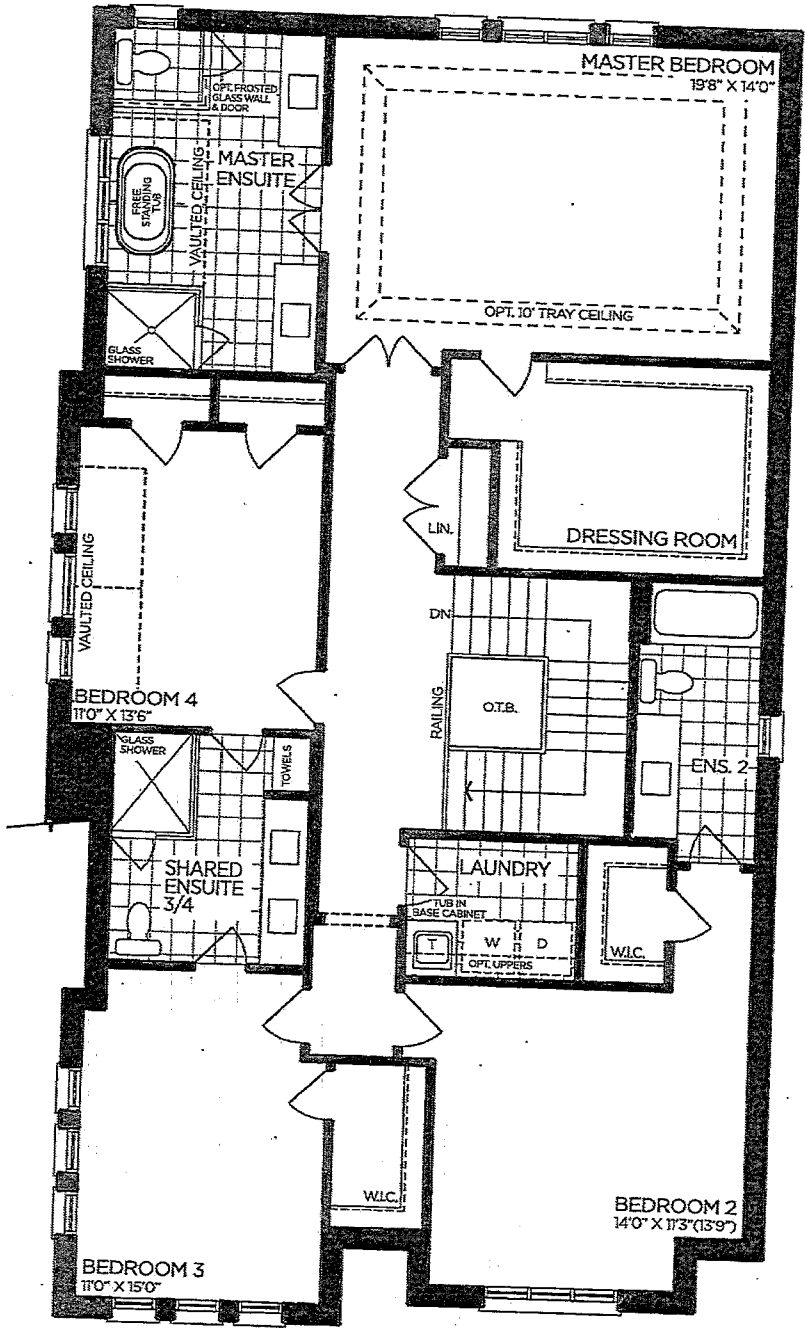 MASTER BEDROOM
19'8" X 14'0"
OPT. FROSTED
GLASS WALL
& DOOR
MASTER
ENSUITE
VAULTED CEILING
FREE
STANDING
TUB
OPT. 10' TRAY CEILING
GLASS
SHOWER
LIN.
DRESSING ROOM
VAULTED CEILING
DN
RAILING
O.T.B.
BEDROOM 4
11'0" X 13'6"
GLASS
SHOWER
TOWELS
ENS. 2
SHARED
ENSUITE
3/4
LAUNDRY
TUB IN
BASE CABINET
T
W
D
OPT. UPPERS
W.I.C.
W.I.C.
BEDROOM 2
14'0" X 11'3"(13'9")
BEDROOM 3
11'0" X 15'0"